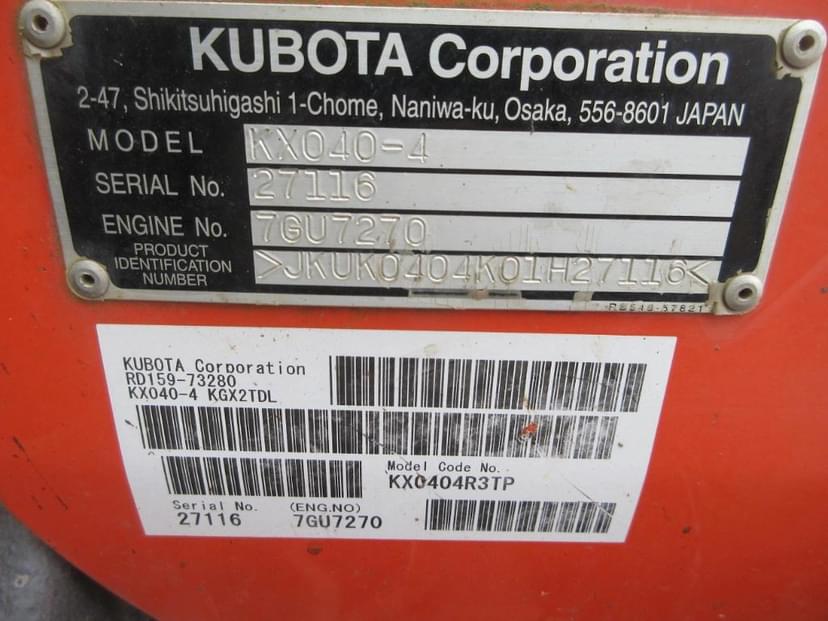 KUBOTA Corporation
2-47, Shikitsuhigashi 1-Chome, Naniwa-ku, Osaka, 556-8601 JAPAN
MODEL KX040-4
SERIAL No. 27116
ENGINE No. 7GU7270
PRODUCT IDENTIFICATION NUMBER >JKUK0404K01H27116<
KUBOTA Corporation
RD159-73280
KX040-4 KGX2TDL
Model Code No.
KX0404R3TP
Serial No. (ENG.NO)
27116 7GU7270